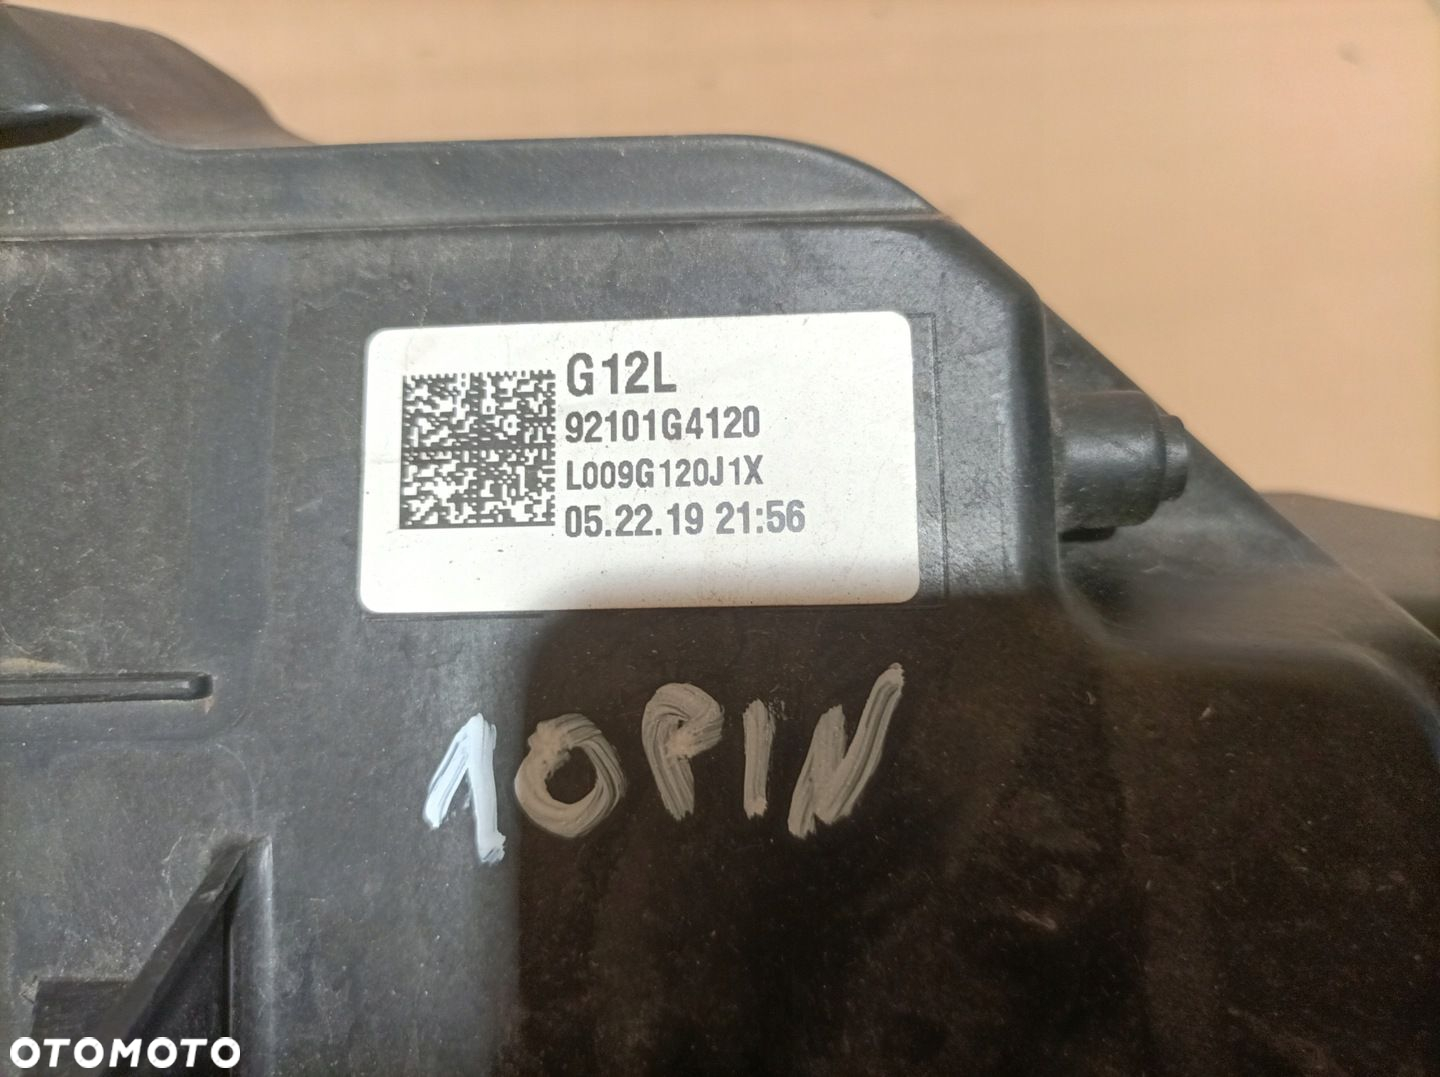 G12L
92101G4120
L009G120J1X
05.22.19 21:56
10PIN
OTOMOTO